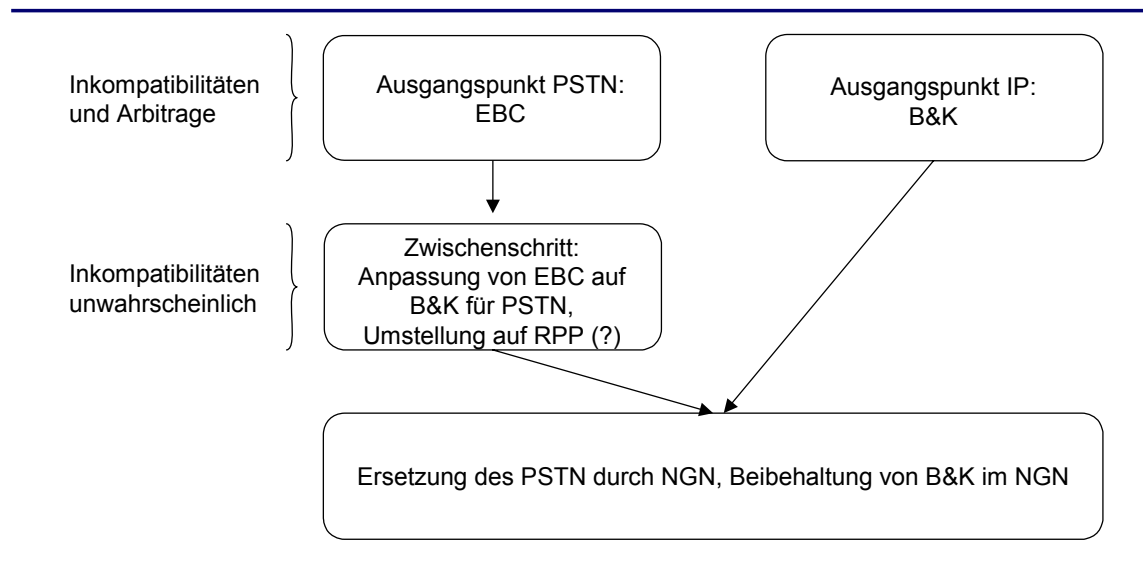 Inkompatibilitäten
und Arbitrage
Ausgangspunkt PSTN:
EBC
Ausgangspunkt IP:
B&K
Inkompatibilitäten
unwahrscheinlich
Zwischenschritt:
Anpassung von EBC auf
B&K für PSTN,
Umstellung auf RPP (?)
Ersetzung des PSTN durch NGN, Beibehaltung von B&K im NGN